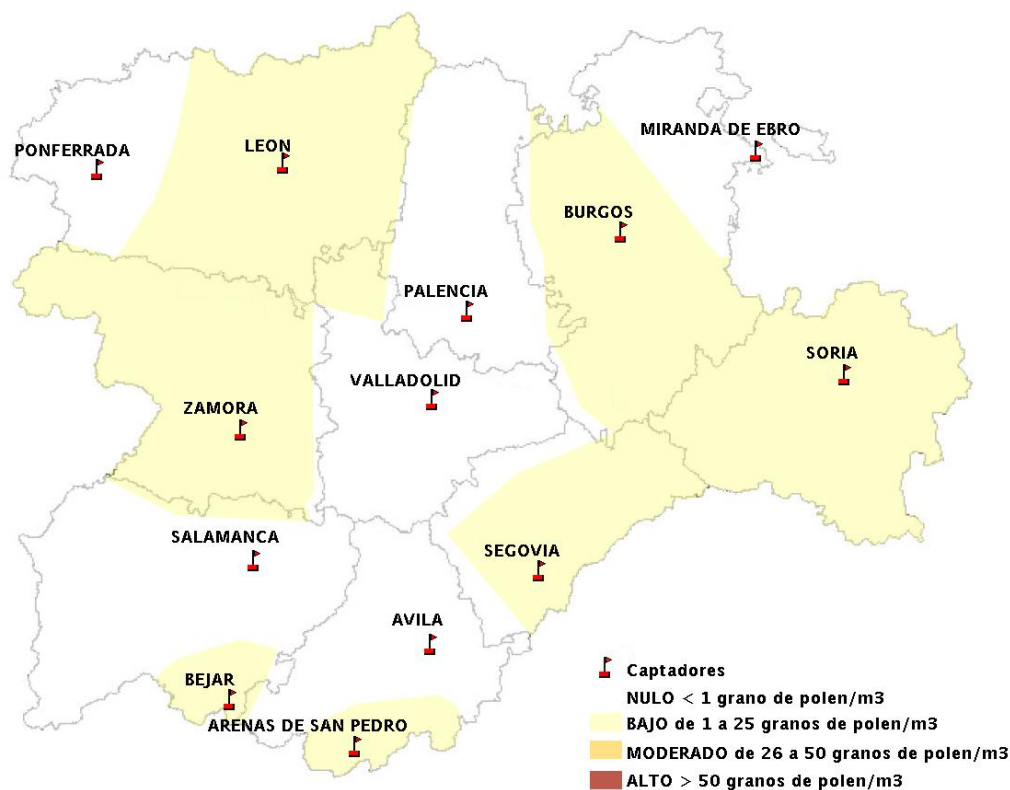 MIRANDA DE EBRO
PONFERRADA
LEON
BURGOS
PALENCIA
SORIA
VALLADOLID
ZAMORA
SALAMANCA
SEGOVIA
AVILA
BEJAR
ARENAS DE SAN PEDRO
Captadores
NULO < 1 grano de polen/m3
BAJO de 1 a 25 granos de polen/m3
MODERADO de 26 a 50 granos de polen/m3
ALTO > 50 granos de polen/m3